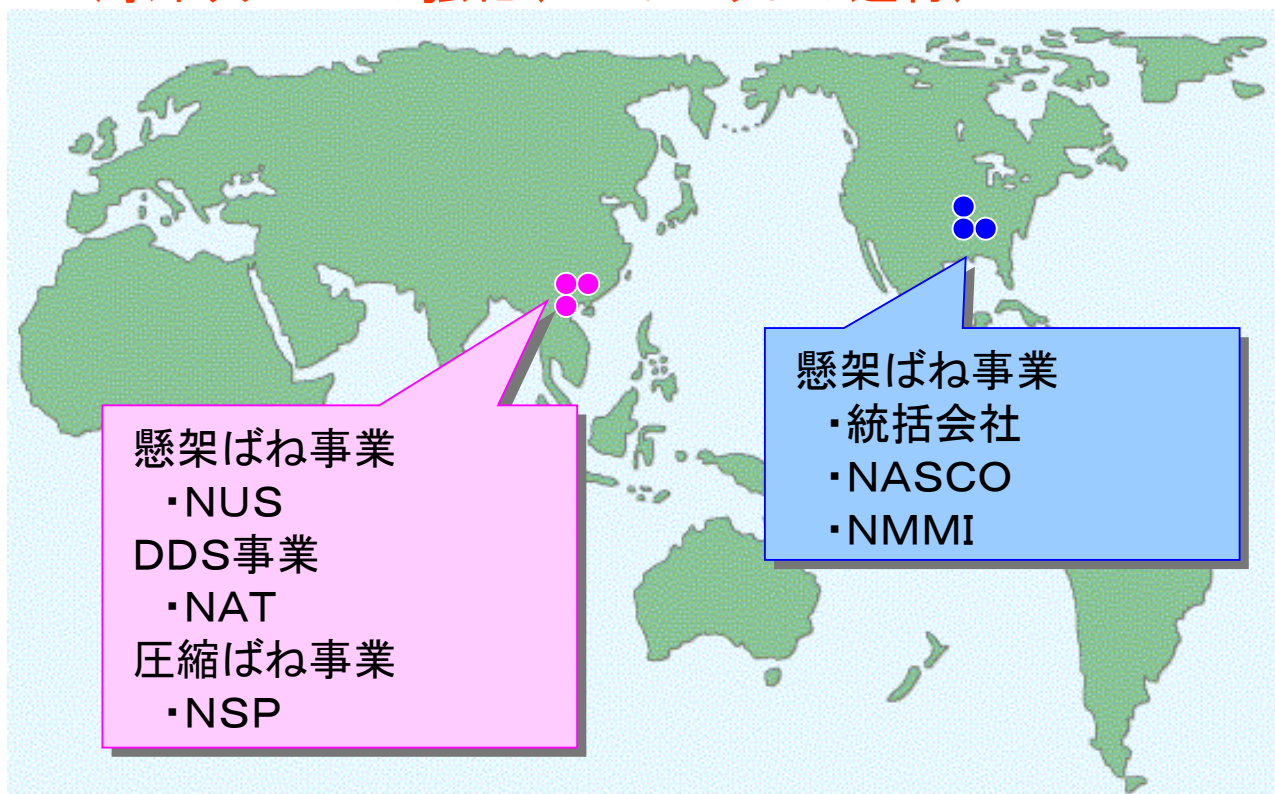 懸架ばね事業
・NUS
DDS事業
・NAT
圧縮ばね事業
・NSP
懸架ばね事業
・統括会社
・NASCO
・NMMI